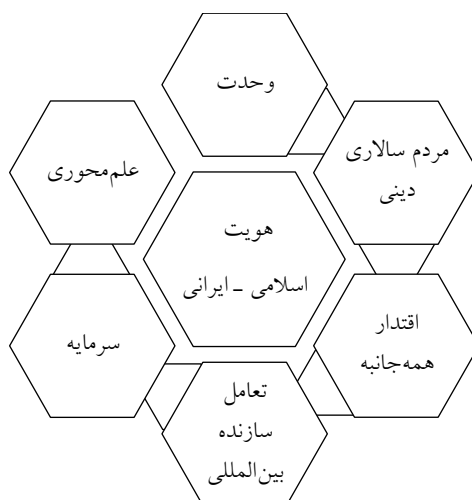 وحدت
مردم سالاری
دینی
علم‌محوری
هویت
اسلامی ـ ایرانی
اقتدار
همه‌جانبه
سرمایه
تعامل
سازنده
بین‌المللی